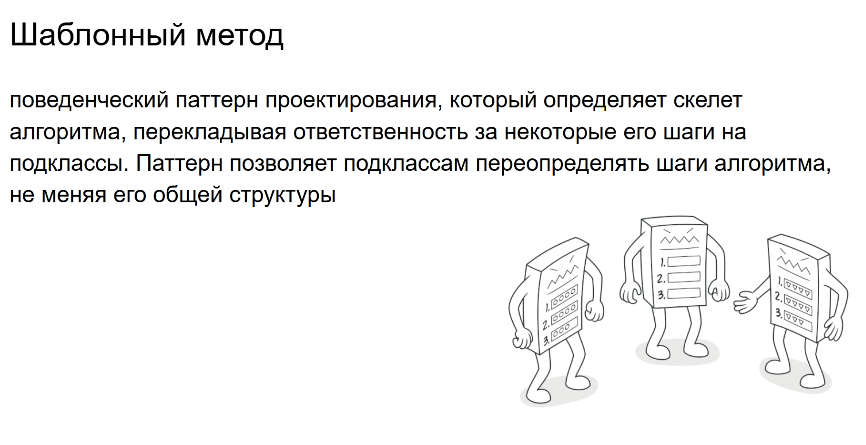 Шаблонный метод
поведенческий паттерн проектирования, который определяет скелет
алгоритма, перекладывая ответственность за некоторые его шаги на
подклассы. Паттерн позволяет подклассам переопределять шаги алгоритма,
не меняя его общей структуры
1.
2.
3.
1.
2.
3.
1.
2.
3.